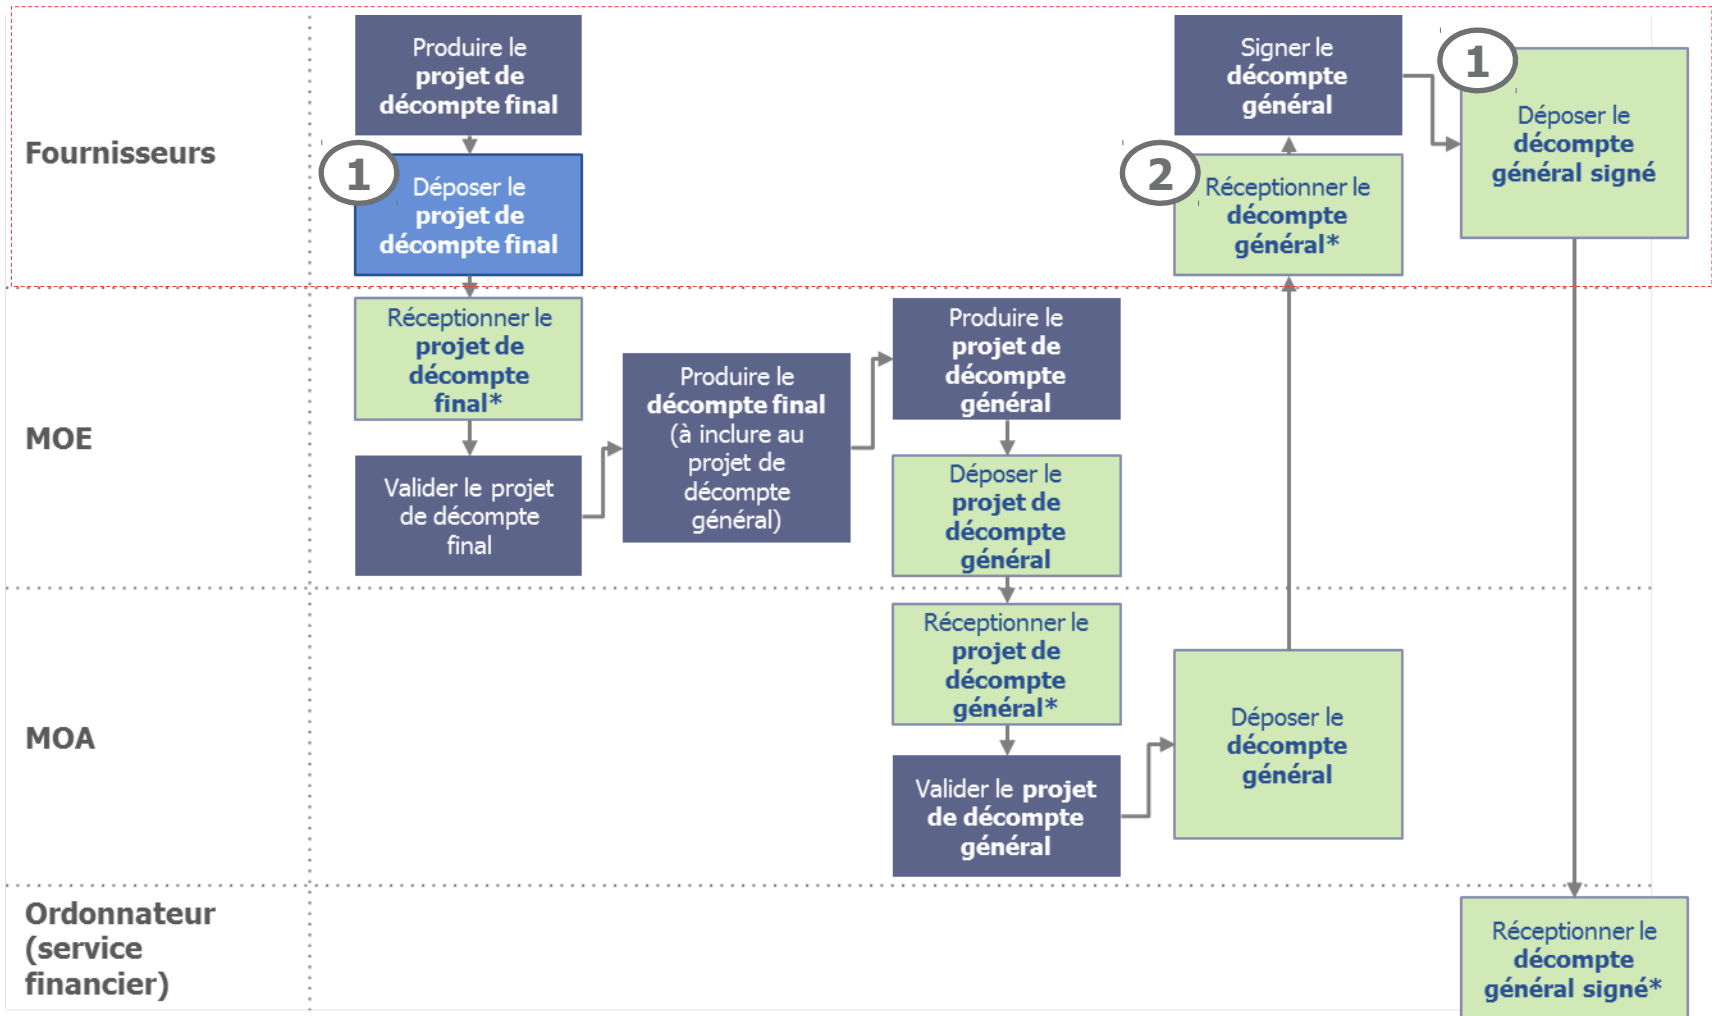 Fournisseurs
Produire le
projet de
décompte final
1
Déposer le
projet de
décompte final
Signer le
décompte
général
2
Réceptionner le
décompte
général*
1
Déposer le
décompte
général signé
MOE
Réceptionner le
projet de
décompte
final*
Valider le projet
de décompte
final
Produire le
décompte final
(à inclure au
projet de
décompte
général)
Produire le
projet de
décompte
général
Déposer le
projet de
décompte
général
MOA
Réceptionner le
projet de
décompte
général*
Valider le projet
de décompte
général
Déposer le
décompte
général
Ordonnateur
(service
financier)
Réceptionner le
décompte
général signé*